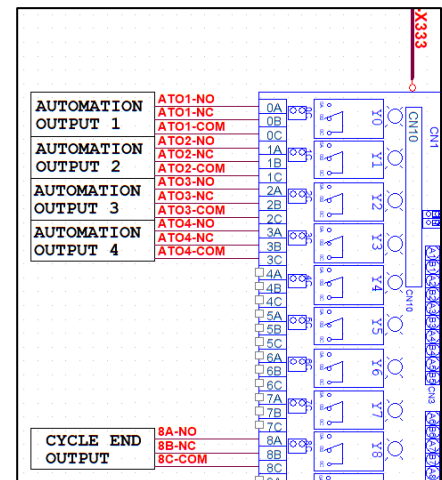 -X333
AUTOMATION
OUTPUT 1
ATO1-NO
ATO1-NC
ATO1-COM
AUTOMATION
OUTPUT 2
ATO2-NO
ATO2-NC
ATO2-COM
AUTOMATION
OUTPUT 3
ATO3-NO
ATO3-NC
ATO3-COM
AUTOMATION
OUTPUT 4
ATO4-NO
ATO4-NC
ATO4-COM
CYCLE END
OUTPUT
8A-NO
8B-NC
8C-COM
0A
0B
0C
1A
1B
1C
2A
2B
2C
3A
3B
3C
4A
4B
4C
5A
5B
5C
6A
6B
6C
7A
7B
7C
8A
8B
8C
Y0
Y1
Y2
Y3
Y4
Y5
Y6
Y7
Y8
CN10
CN10
CN1
CN3